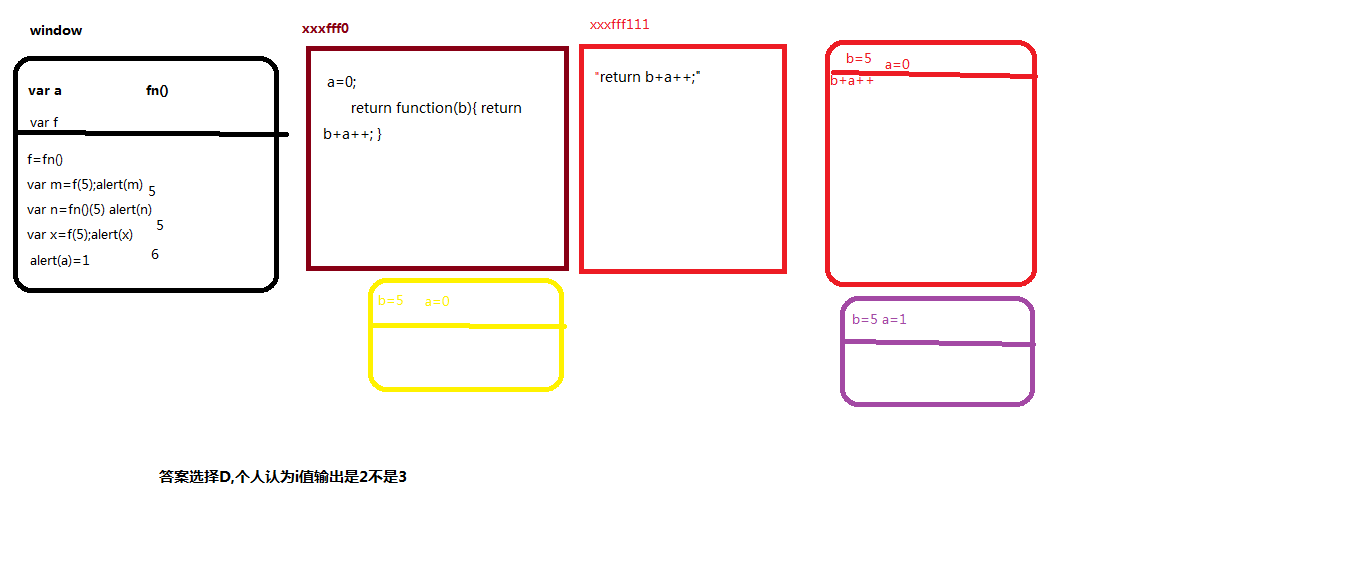 window
xxxfff0
xxxfff111
var a fn()
var f
f=fn()
var m=f(5);alert(m) 5
var n=fn()(5) alert(n)
5
var x=f(5);alert(x)
6
alert(a)=1
a=0;
return function(b){ return
b+a++; }
"return b+a++;"
b=5 a=0
b+a++
b=5 a=0
b=5 a=1
答案选择D,个人认为i值输出是2不是3